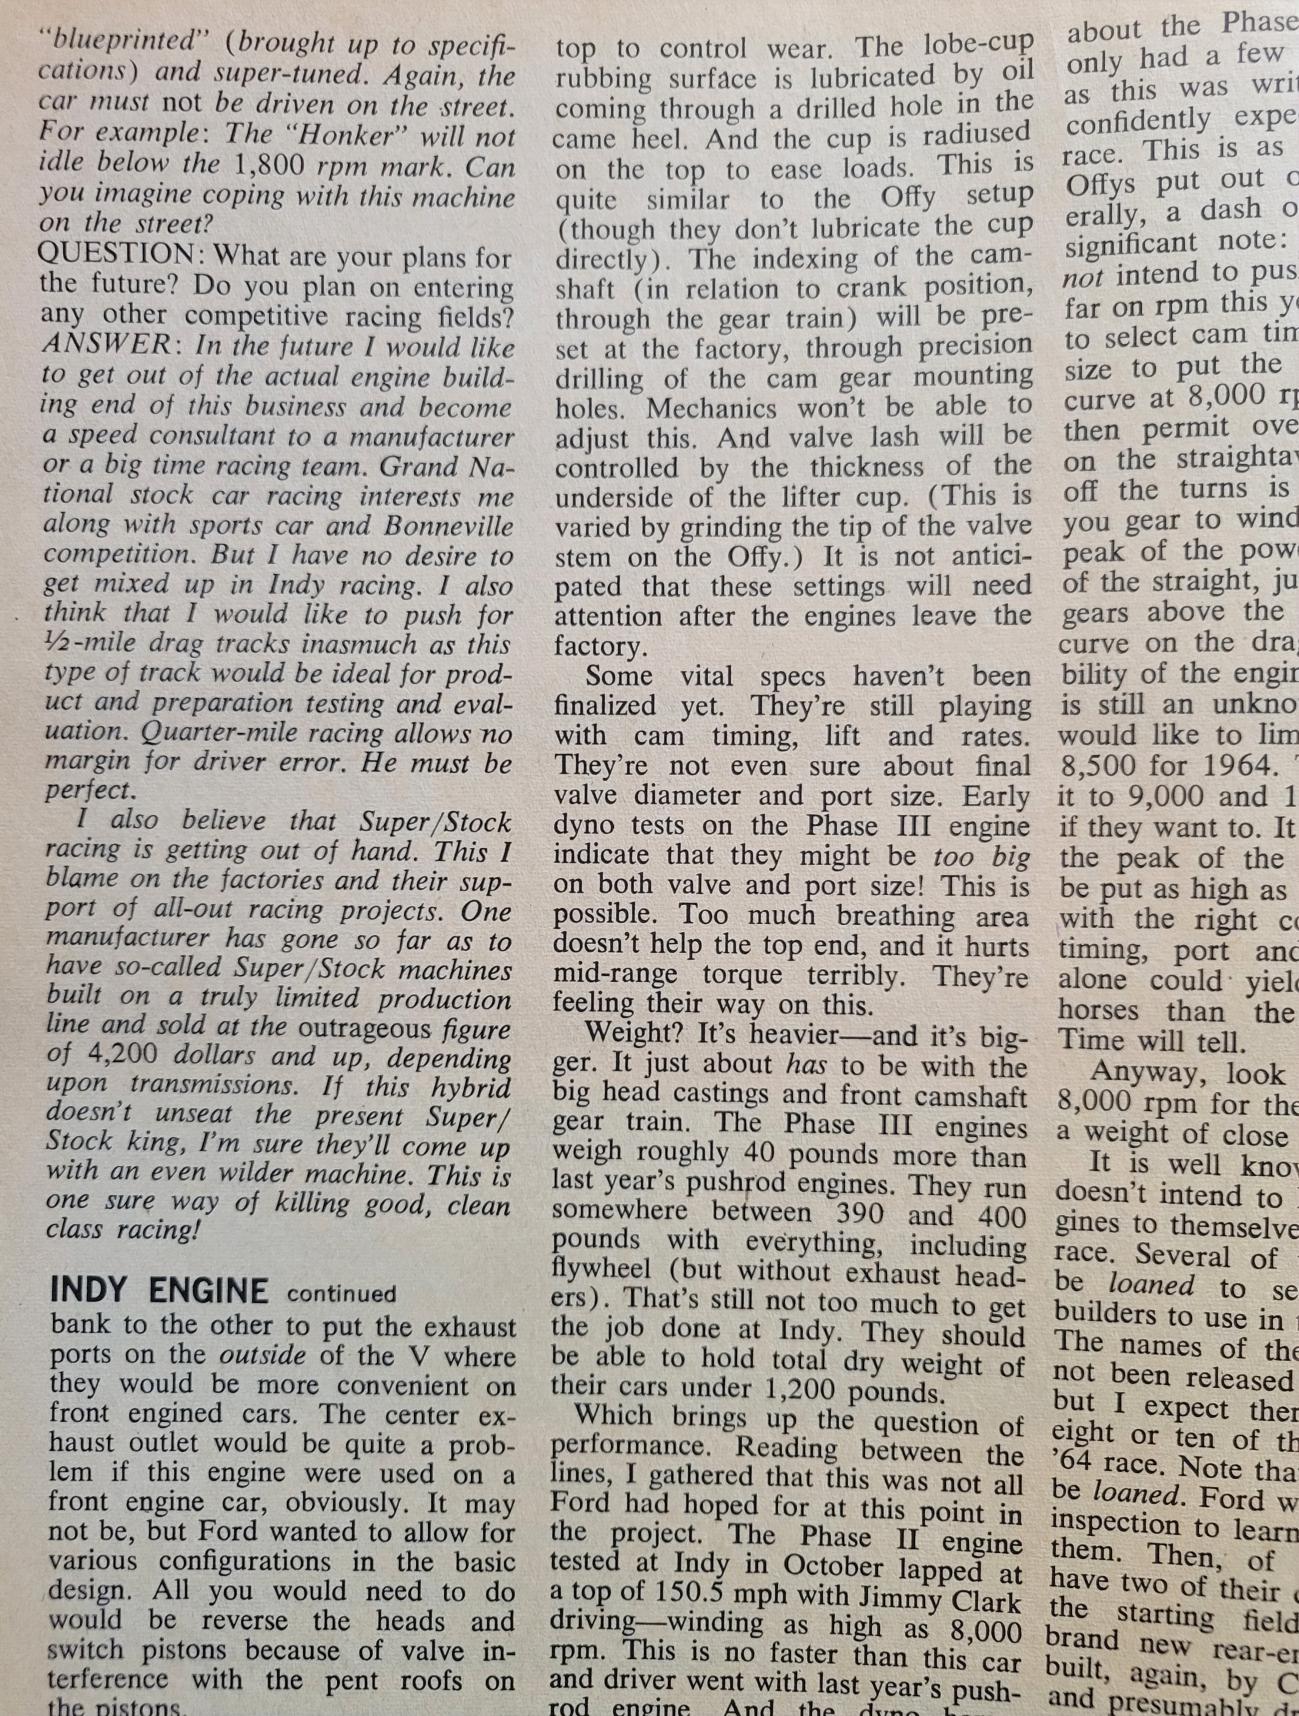 "blueprinted" (brought up to specifi-
cations) and super-tuned. Again, the
car must not be driven on the street.
For example: The "Honker" will not
idle below the 1,800 rpm mark. Can
you imagine coping with this machine
on the street?
QUESTION: What are your plans for
the future? Do you plan on entering
any other competitive racing fields?
ANSWER: In the future I would like
to get out of the actual engine build-
ing end of this business and become
a speed consultant to a manufacturer
or a big time racing team. Grand Na-
tional stock car racing interests me
along with sports car and Bonneville
competition. But I have no desire to
get mixed up in Indy racing. I also
think that I would like to push for
½-mile drag tracks inasmuch as this
type of track would be ideal for prod-
uct and preparation testing and eval-
uation. Quarter-mile racing allows no
margin for driver error. He must be
perfect.
I also believe that Super/Stock
racing is getting out of hand. This I
blame on the factories and their sup-
port of all-out racing projects. One
manufacturer has gone so far as to
have so-called Super/Stock machines
built on a truly limited production
line and sold at the outrageous figure
of 4,200 dollars and up, depending
upon transmissions. If this hybrid
doesn't unseat the present Super/
Stock king, I'm sure they'll come up
with an even wilder machine. This is
one sure way of killing good, clean
class racing!
INDY ENGINE continued
bank to the other to put the exhaust
ports on the outside of the V where
they would be more convenient on
front engined cars. The center ex-
haust outlet would be quite a prob-
lem if this engine were used on a
front engine car, obviously. It may
not be, but Ford wanted to allow for
various configurations in the basic
design. All you would need to do
would be reverse the heads and
switch pistons because of valve in-
terference with the pent roofs on
the pistons.
top to control wear. The lobe-cup
rubbing surface is lubricated by oil
coming through a drilled hole in the
came heel. And the cup is radiused
on the top to ease loads. This is
quite similar to the Offy setup
(though they don't lubricate the cup
directly). The indexing of the cam-
shaft (in relation to crank position,
through the gear train) will be pre-
set at the factory, through precision
drilling of the cam gear mounting
holes. Mechanics won't be able to
adjust this. And valve lash will be
controlled by the thickness of the
underside of the lifter cup. (This is
varied by grinding the tip of the valve
stem on the Offy.) It is not antici-
pated that these settings will need
attention after the engines leave the
factory.
Some vital specs haven't been
finalized yet. They're still playing
with cam timing, lift and rates.
They're not even sure about final
valve diameter and port size. Early
dyno tests on the Phase III engine
indicate that they might be too big
on both valve and port size! This is
possible. Too much breathing area
doesn't help the top end, and it hurts
mid-range torque terribly. They're
feeling their way on this.
Weight? It's heavier—and it's big-
ger. It just about has to be with the
big head castings and front camshaft
gear train. The Phase III engines
weigh roughly 40 pounds more than
last year's pushrod engines. They run
somewhere between 390 and 400
pounds with everything, including
flywheel (but without exhaust head-
ers). That's still not too much to get
the job done at Indy. They should
be able to hold total dry weight of
their cars under 1,200 pounds.
Which brings up the question of
performance. Reading between the
lines, I gathered that this was not all
Ford had hoped for at this point in
the project. The Phase II engine
tested at Indy in October lapped at
a top of 150.5 mph with Jimmy Clark
driving—winding as high as 8,000
rpm. This is no faster than this car
and driver went with last year's push-
rod engine. And the dyno
about the Phase
only had a few
as this was
confidently
race. This is as
Offys put out
erally, a dash
significant note:
not intend to
far on rpm this
to select cam
size to put the
curve at 8,000
then permit
on the
off the turns is
you gear to wind
peak of the
of the straight,
gears above the
curve on the
bility of the
is still an
would like to
8,500 for 1964.
it to 9,000 and
if they want to. It
the peak of the
be put as high as
with the right
timing, port
alone could
horses than the
Time will tell.
Anyway, look
8,000 rpm for
a weight of close
It is well
doesn't intend to
gines to
race. Several of
be loaned to
builders to use in
The names of
not been released
but I expect
eight or ten of
'64 race. Note
be loaned. Ford
inspection to learn
them. Then, of
have two of their
the starting field
brand new
built, again, by
and presumably